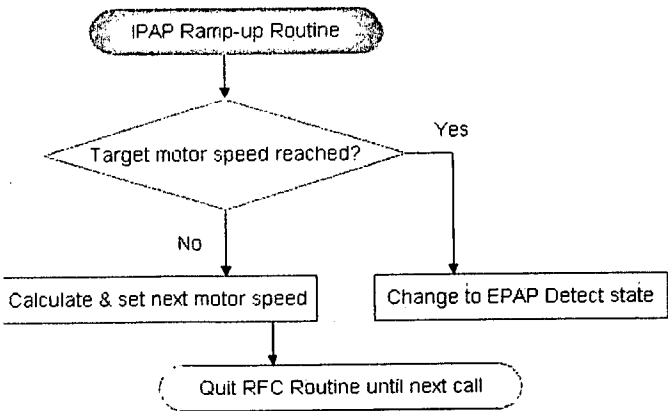 IPAP Ramp-up Routine
Target motor speed reached?
Yes
No
Calculate & set next motor speed
Change to EPAP Detect state
Quit RFC Routine until next call